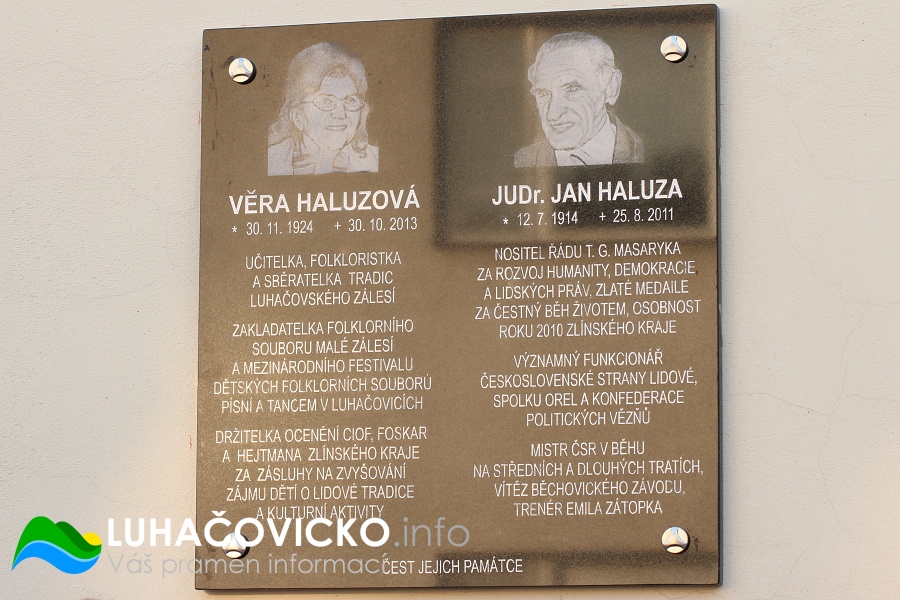 VĚRA HALUZOVÁ
* 30. 11. 1924 + 30. 10. 2013
UČITELKA, FOLKLORISTKA
A SBĚRATELKA TRADIC
LUHAČOVSKÉHO ZÁLESÍ
ZAKLADATELKA FOLKLORNÍHO
SOUBORU MALÉ ZÁLESÍ
A MEZINÁRODNÍHO FESTIVALU
DĚTSKÝCH FOLKLORNÍCH SOUBORŮ
PÍSNÍ A TANCEM V LUHAČOVICÍCH
DRŽITELKA OCENĚNÍ CIOF, FOSKAR
A HEJTMANA ZLÍNSKÉHO KRAJE
ZA ZÁSLUHY NA ZVYŠOVÁNÍ
ZÁJMU DĚTÍ O LIDOVÉ TRADICE
A KULTURNÍ AKTIVITY
JUDr. JAN HALUZA
* 12. 7. 1914 + 25. 8. 2011
NOSITEL ŘÁDU T. G. MASARYKA
ZA ROZVOJ HUMANITY, DEMOKRACIE
A LIDSKÝCH PRÁV, ZLATÉ MEDAILE
ZA ČESTNÝ BĚH ŽIVOTEM, OSOBNOST
ROKU 2010 ZLÍNSKÉHO KRAJE
VÝZNAMNÝ FUNKCIONÁŘ
ČESKOSLOVENSKÉ STRANY LIDOVÉ,
SPOLKU OREL A KONFEDERACE
POLITICKÝCH VĚZŇŮ
MISTR ČSR V BĚHU
NA STŘEDNÍCH A DLOUHÝCH TRATÍCH,
VÍTĚZ BĚCHOVICKÉHO ZÁVODU,
TRENÉR EMILA ZÁTOPKA
ČEST JEJICH PAMÁTCE
LUHAČOVICKO.info
Váš pramen informací